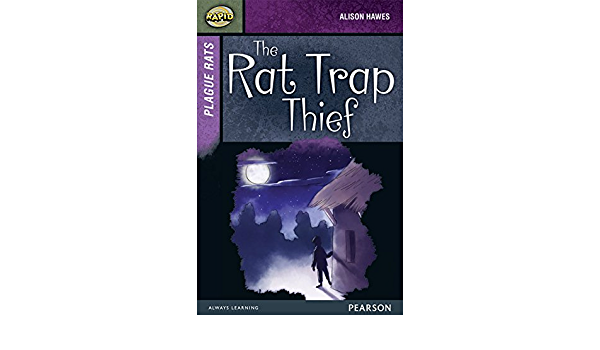 RAPID
ALISON HAWES
PLAGUE RATS
The
Rat Trap
Thief
ALWAYS LEARNING
PEARSON